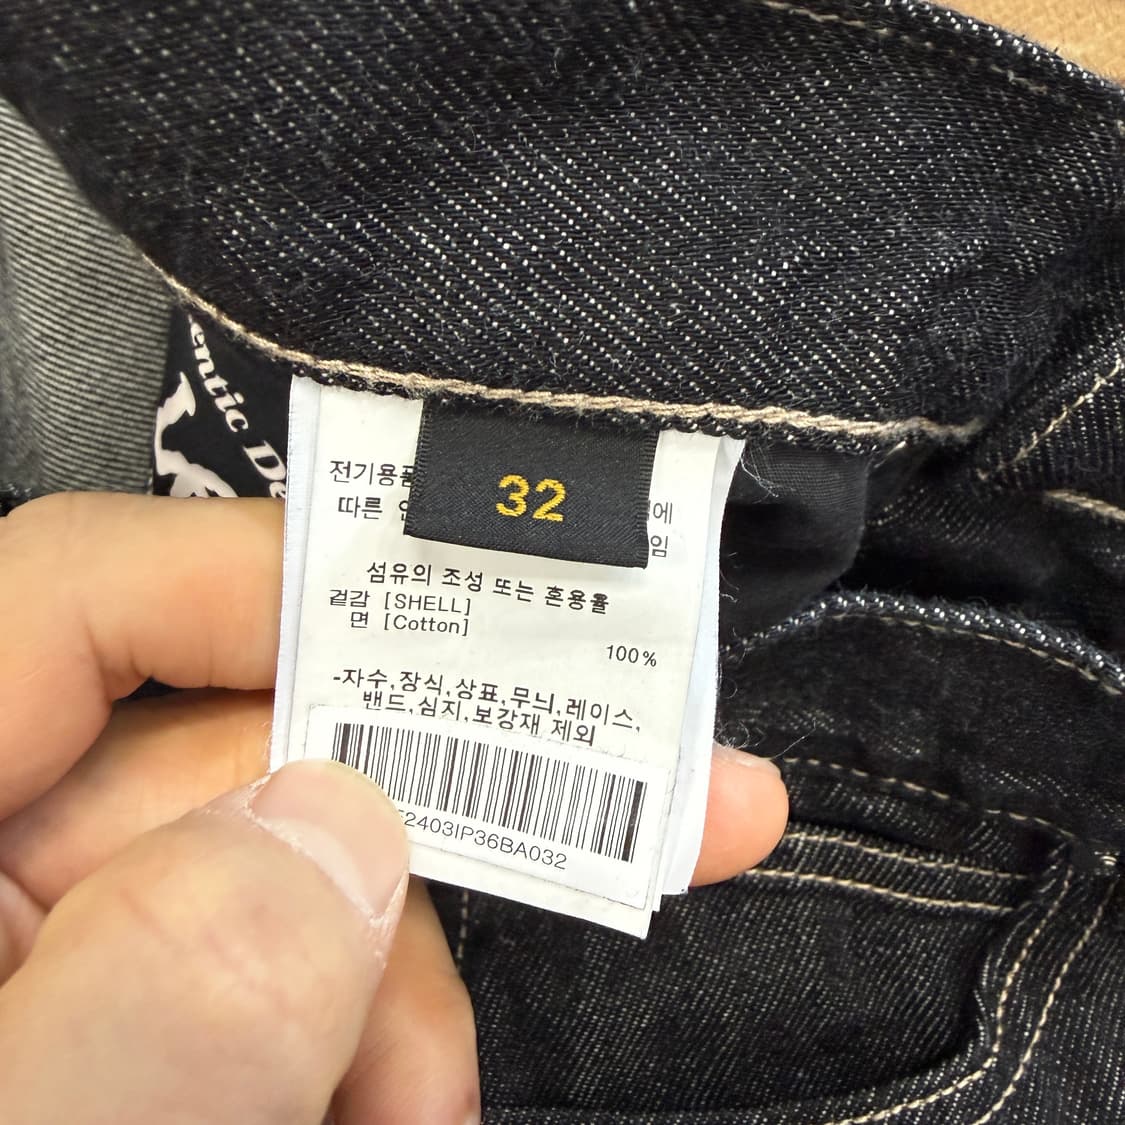 entic
32
전기용품
따른
에
임
섬유의 조성 또는 혼용율
겉감 [SHELL]
면 [Cotton]
100%
-자수,장식,상표,무늬,레이스,
밴드,심지,보강재 제외
2403IP36BA032